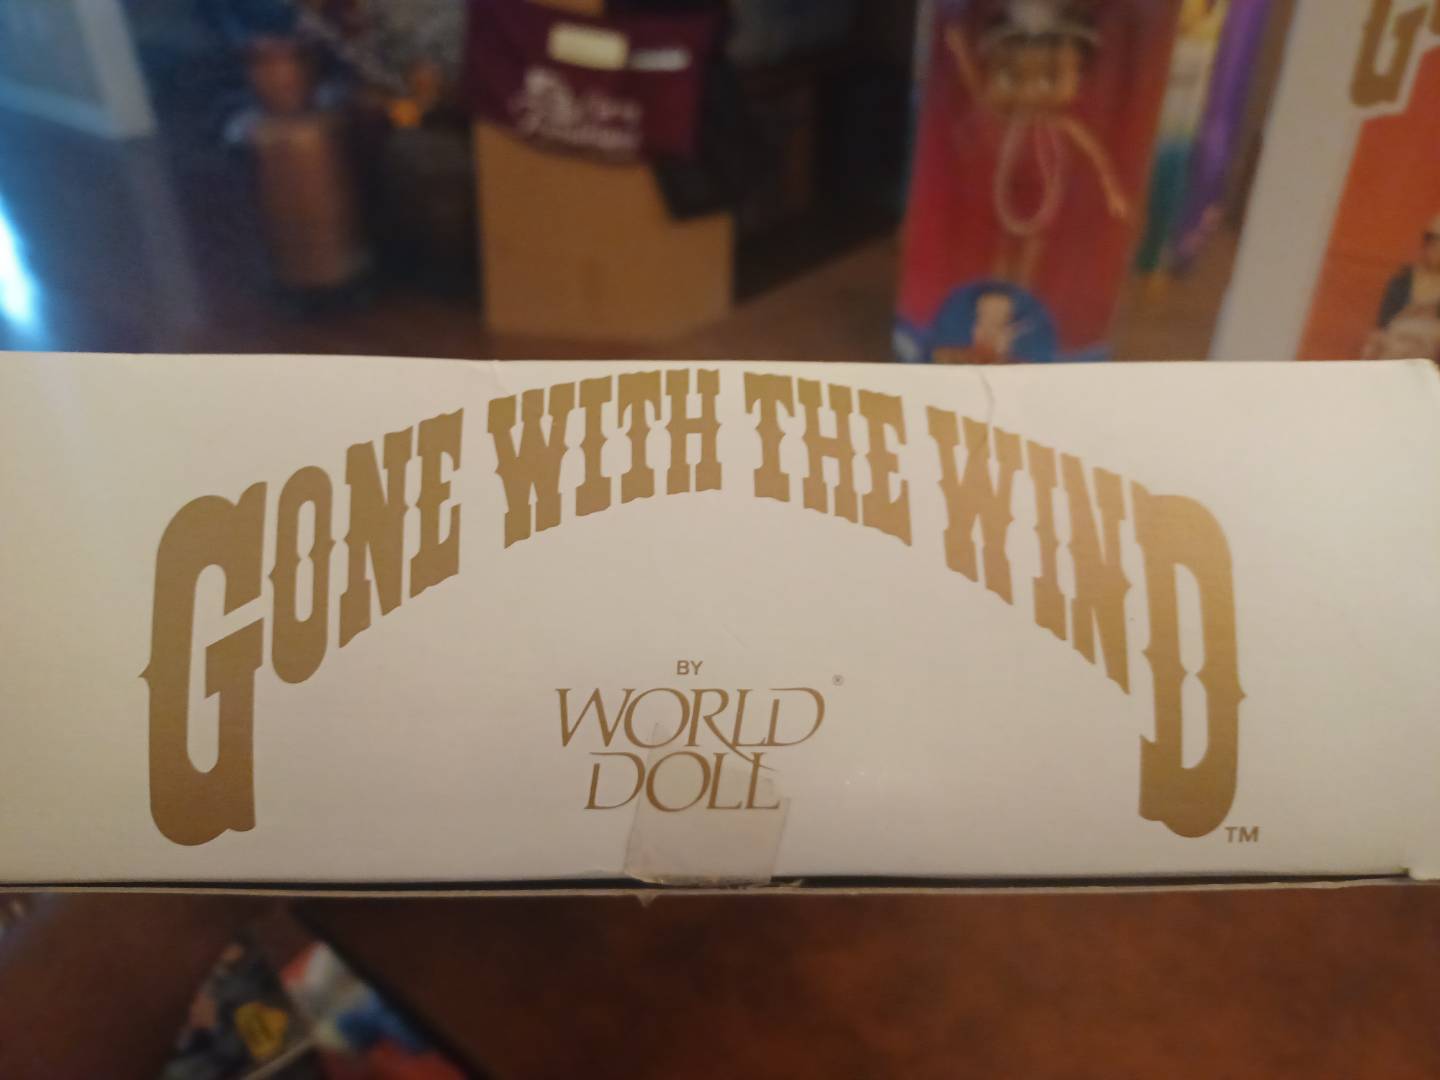 GONE WITH THE WIND
TM
BY
WORLD
DOLL
®